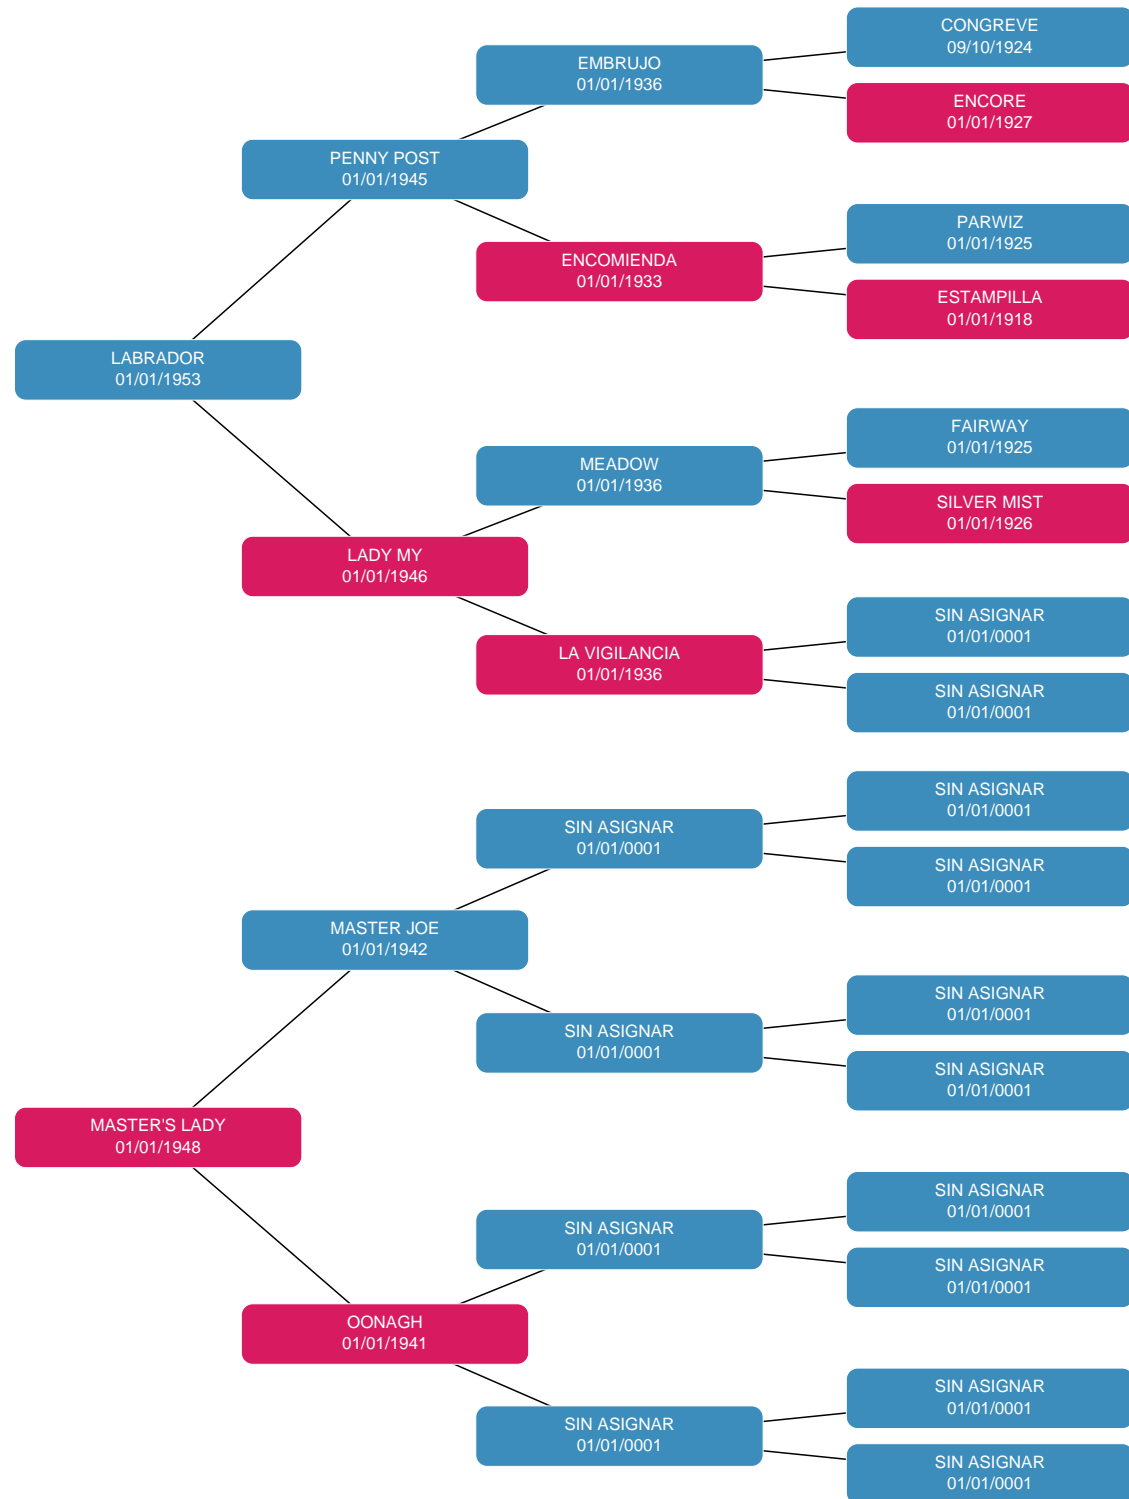 CONGREVE
09/10/1924
EMBRUJO
01/01/1936
ENCORE
01/01/1927
PENNY POST
01/01/1945
PARWIZ
01/01/1925
ENCOMIENDA
01/01/1933
ESTAMPILLA
01/01/1918
LABRADOR
01/01/1953
FAIRWAY
01/01/1925
MEADOW
01/01/1936
SILVER MIST
01/01/1926
LADY MY
01/01/1946
SIN ASIGNAR
01/01/0001
LA VIGILANCIA
01/01/1936
SIN ASIGNAR
01/01/0001
SIN ASIGNAR
01/01/0001
SIN ASIGNAR
01/01/0001
SIN ASIGNAR
01/01/0001
MASTER JOE
01/01/1942
SIN ASIGNAR
01/01/0001
SIN ASIGNAR
01/01/0001
SIN ASIGNAR
01/01/0001
MASTER'S LADY
01/01/1948
SIN ASIGNAR
01/01/0001
SIN ASIGNAR
01/01/0001
SIN ASIGNAR
01/01/0001
OONAGH
01/01/1941
SIN ASIGNAR
01/01/0001
SIN ASIGNAR
01/01/0001
SIN ASIGNAR
01/01/0001